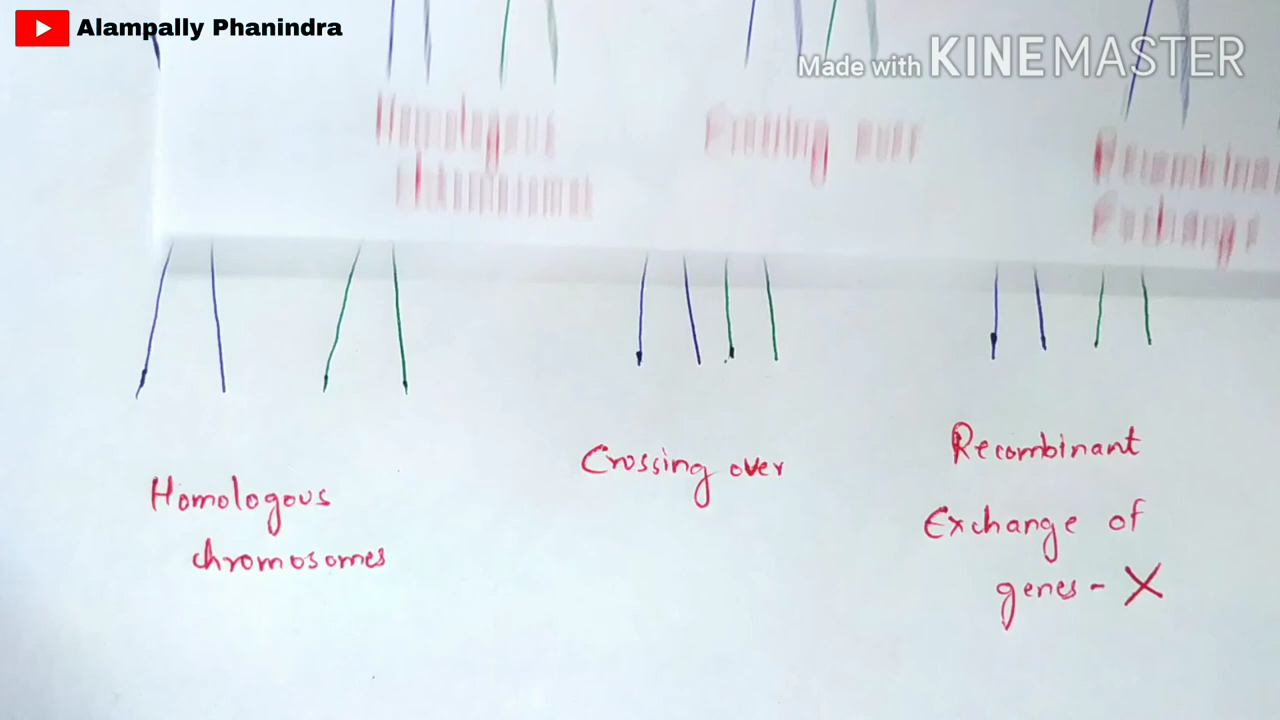 Alampally Phanindra
Made with KINEMASTER
Homologous
chromosomes
Crossing over
Recombinant
Exchange of
genes - X